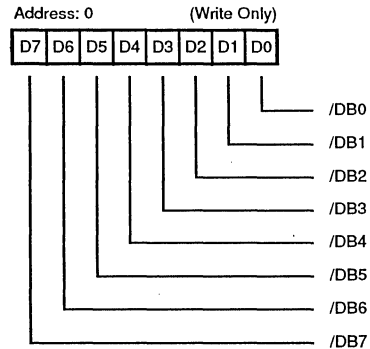 Address: 0 (Write Only)
D7 D6 D5 D4 D3 D2 D1 D0
/DB0
/DB1
/DB2
/DB3
/DB4
/DB5
/DB6
/DB7